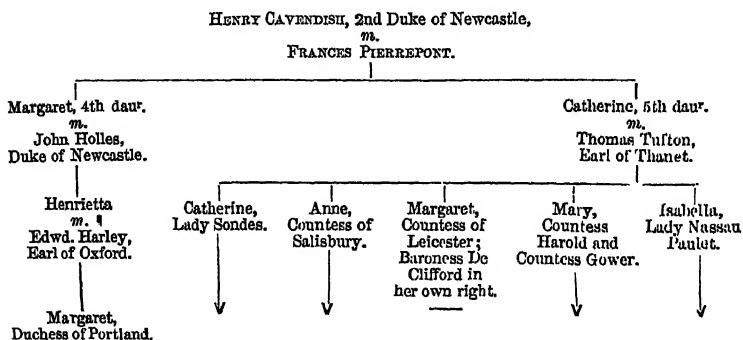 HENRY CAVENDISH, 2nd Duke of Newcastle,
m.
FRANCES PIERREPONT.
Margaret, 4th daur.
m.
John Holles,
Duke of Newcastle.
Catherine, 5th daur.
m.
Thomas Tufton,
Earl of Thanet.
Henrietta
m.
Edwd. Harley,
Earl of Oxford.
Catherine,
Lady Sondes.
Anne,
Countess of
Salisbury.
Margaret,
Countess of
Leicester;
Baroness De
Clifford in
her own right.
Mary,
Countess
Harold and
Countess Gower.
Isabella,
Lady Nassau
Paulet.
Margaret,
Duchess of Portland.